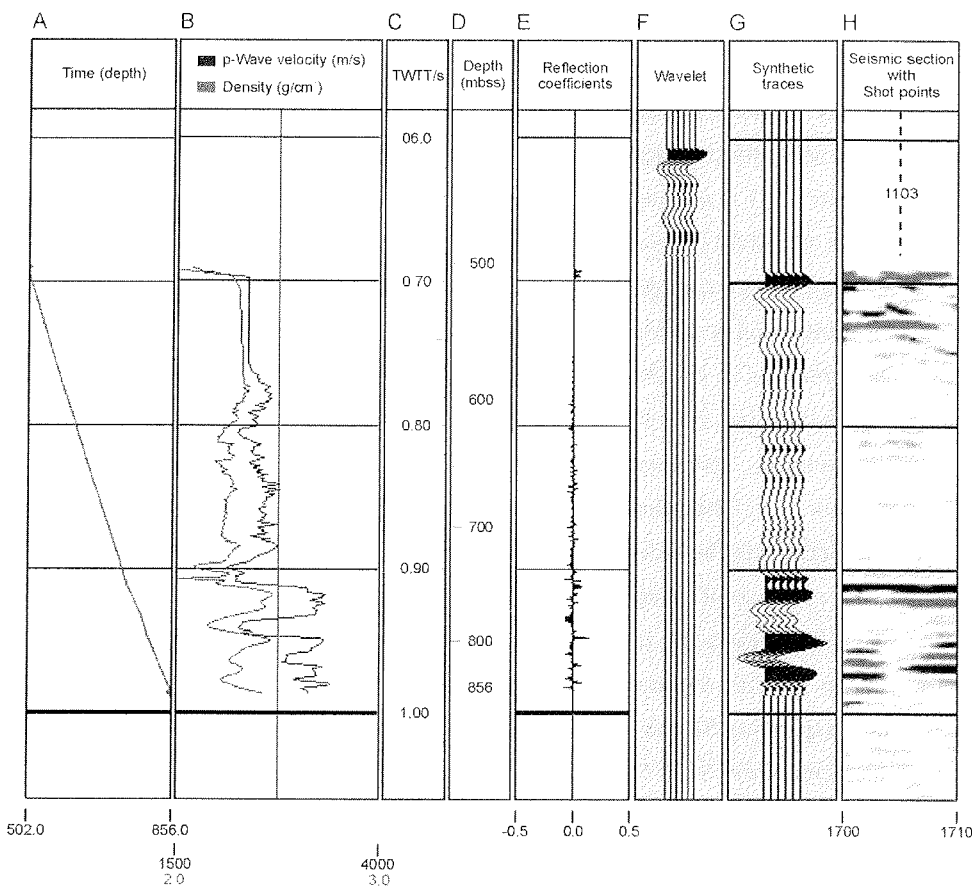 A B C D E F G H
Time (depth)
p-Wave velocity (m/s)
Density (g/cm )
TWTT/s
Depth
(mbss)
Reflection
coefficients
Wavelet
Synthetic
traces
Seismic section
with
Shot points
06.0
0.70
0.80
0.90
1.00
500
600
700
800
856
1103
502.0 856.0
1500 4000
2.0 3.0
-0.5 0.0 0.5
1700 1710